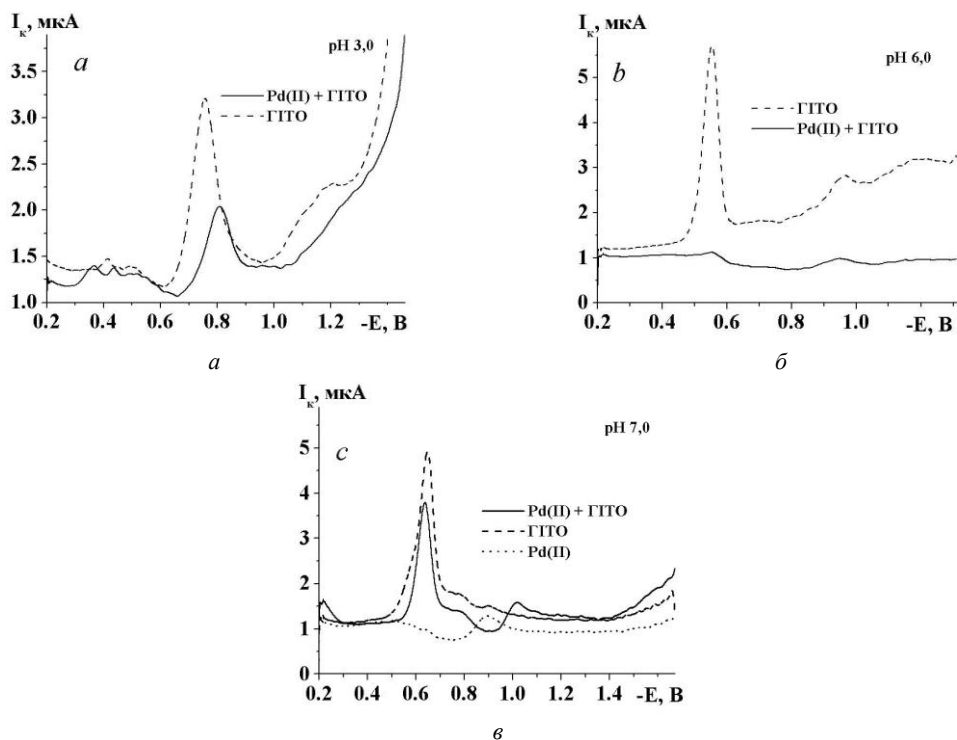 I_к, мкА
a
pH 3,0
Pd(II) + ГІТО
ГІТО
3.5
3.0
2.5
2.0
1.5
1.0
0.2 0.4 0.6 0.8 1.0 1.2 -E, В
а
I_к, мкА
b
pH 6,0
ГІТО
Pd(II) + ГІТО
5
4
3
2
1
0
0.2 0.4 0.6 0.8 1.0 -E, В
б
I_к, мкА
c
pH 7,0
Pd(II) + ГІТО
ГІТО
Pd(II)
5
4
3
2
1
0
0.2 0.4 0.6 0.8 1.0 1.2 1.4 -E, В
в